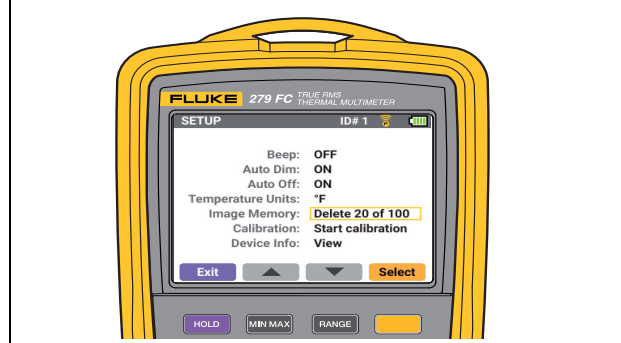 FLUKE 279 FC TRUE RMS
THERMAL MULTIMETER
SETUP ID# 1
Beep: OFF
Auto Dim: ON
Auto Off: ON
Temperature Units: °F
Image Memory: Delete 20 of 100
Calibration: Start calibration
Device Info: View
Exit Select
HOLD MIN MAX RANGE